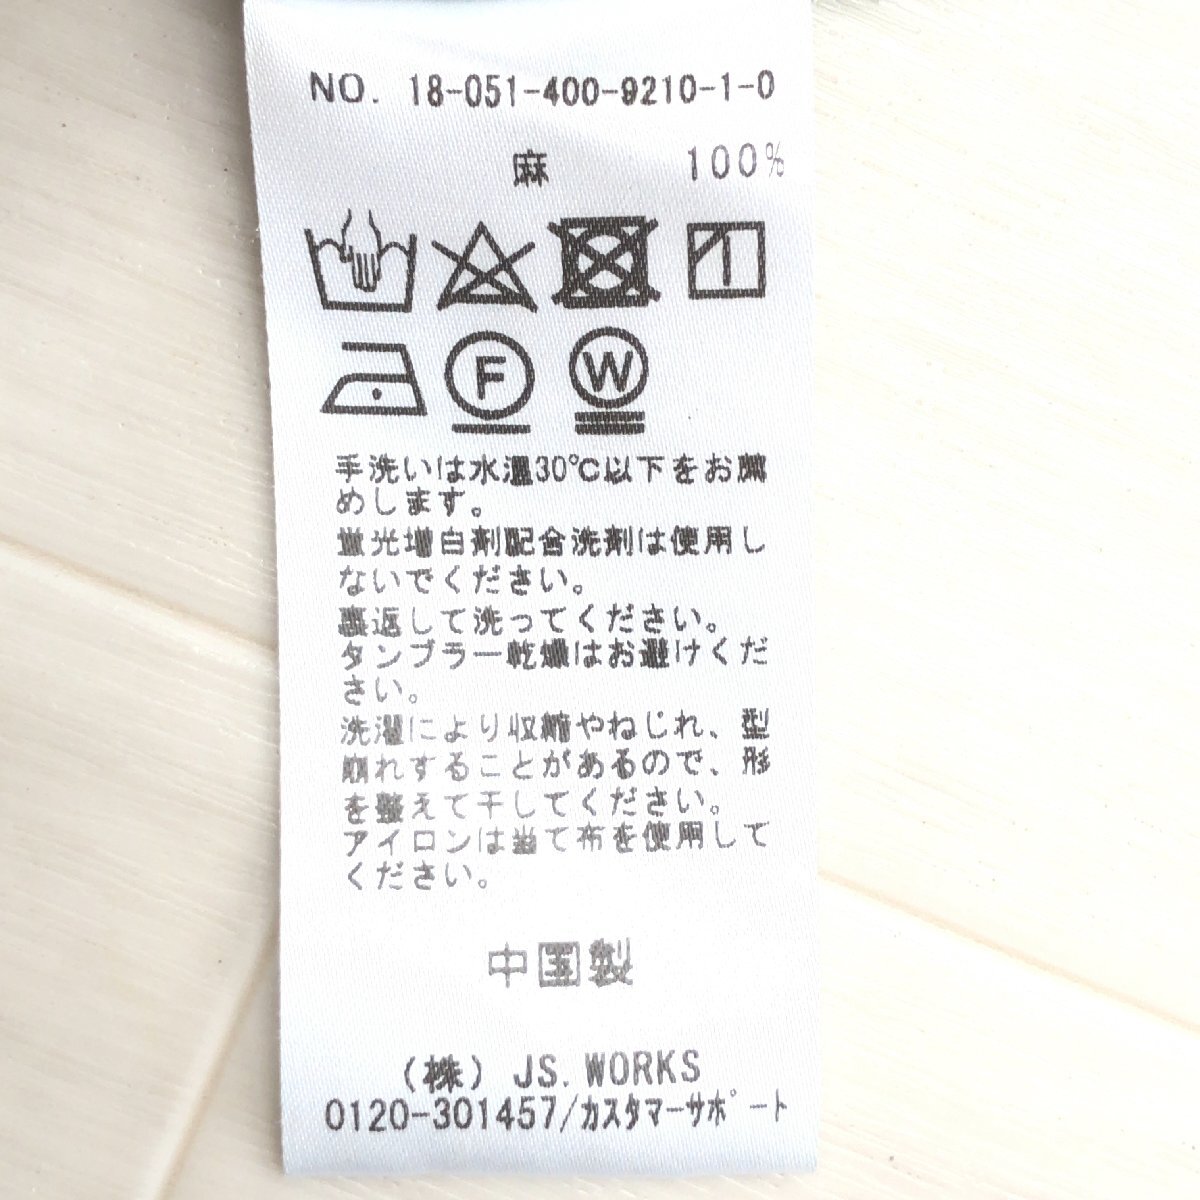 NO. 18-051-400-9210-1-0
麻 100%
F W
手洗いは水温30℃以下をお薦
めします。
蛍光増白剤配合洗剤は使用し
ないでください。
裏返して洗ってください。
タンブラー乾燥はお避けくだ
さい。
洗濯により収縮やねじれ、型
崩れすることがあるので、形
を整えて干してください。
アイロンは当て布を使用して
ください。
中国製
(株) JS.WORKS
0120-301457/カスタマーサポート